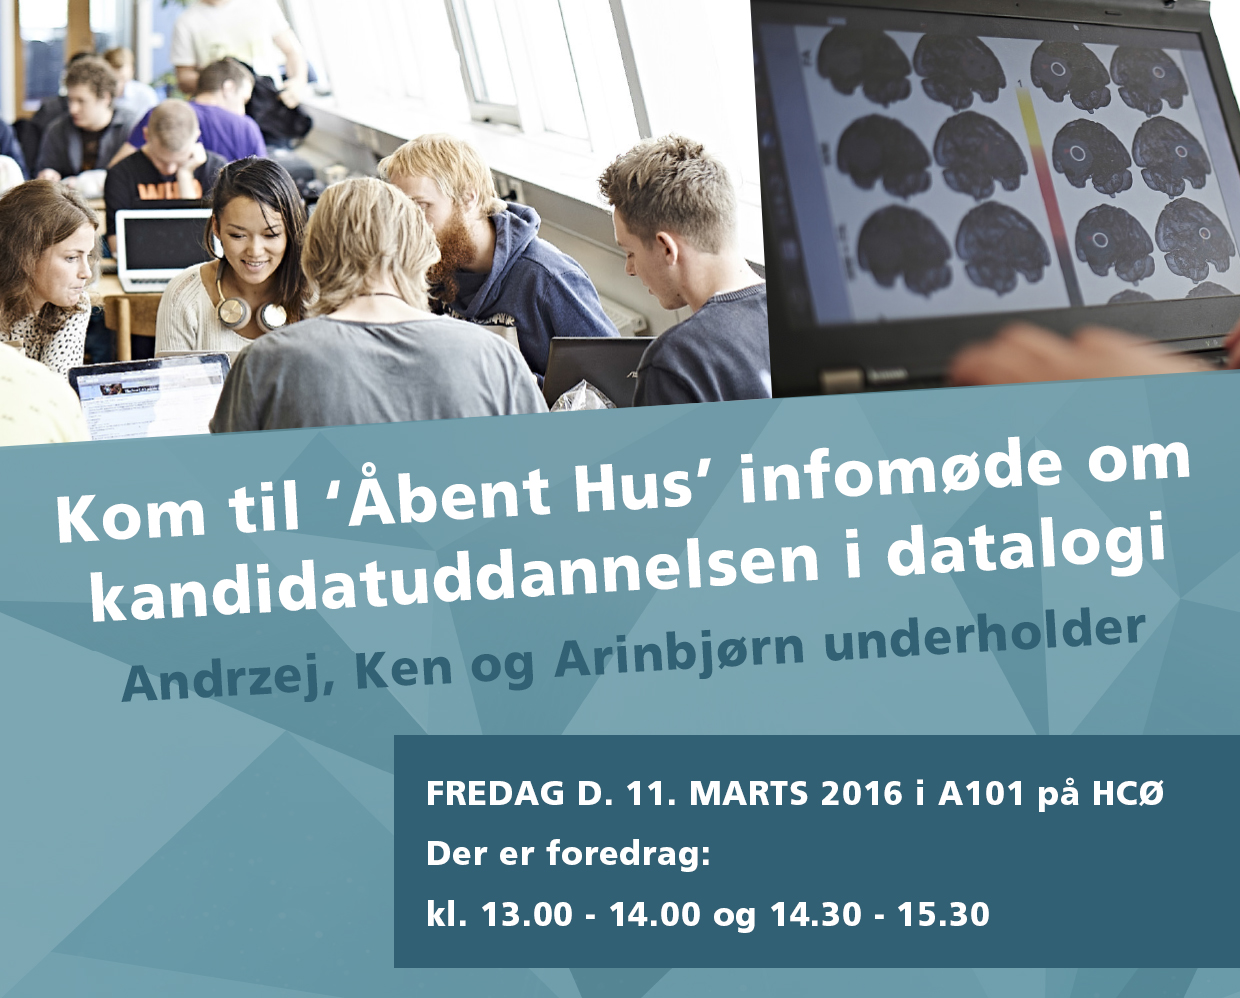 Kom til ‘Åbent Hus’ infomøde om
kandidatuddannelsen i datalogi
Andrzej, Ken og Arinbjørn underholder
FREDAG D. 11. MARTS 2016 i A101 på HCØ
Der er foredrag:
kl. 13.00 - 14.00 og 14.30 - 15.30